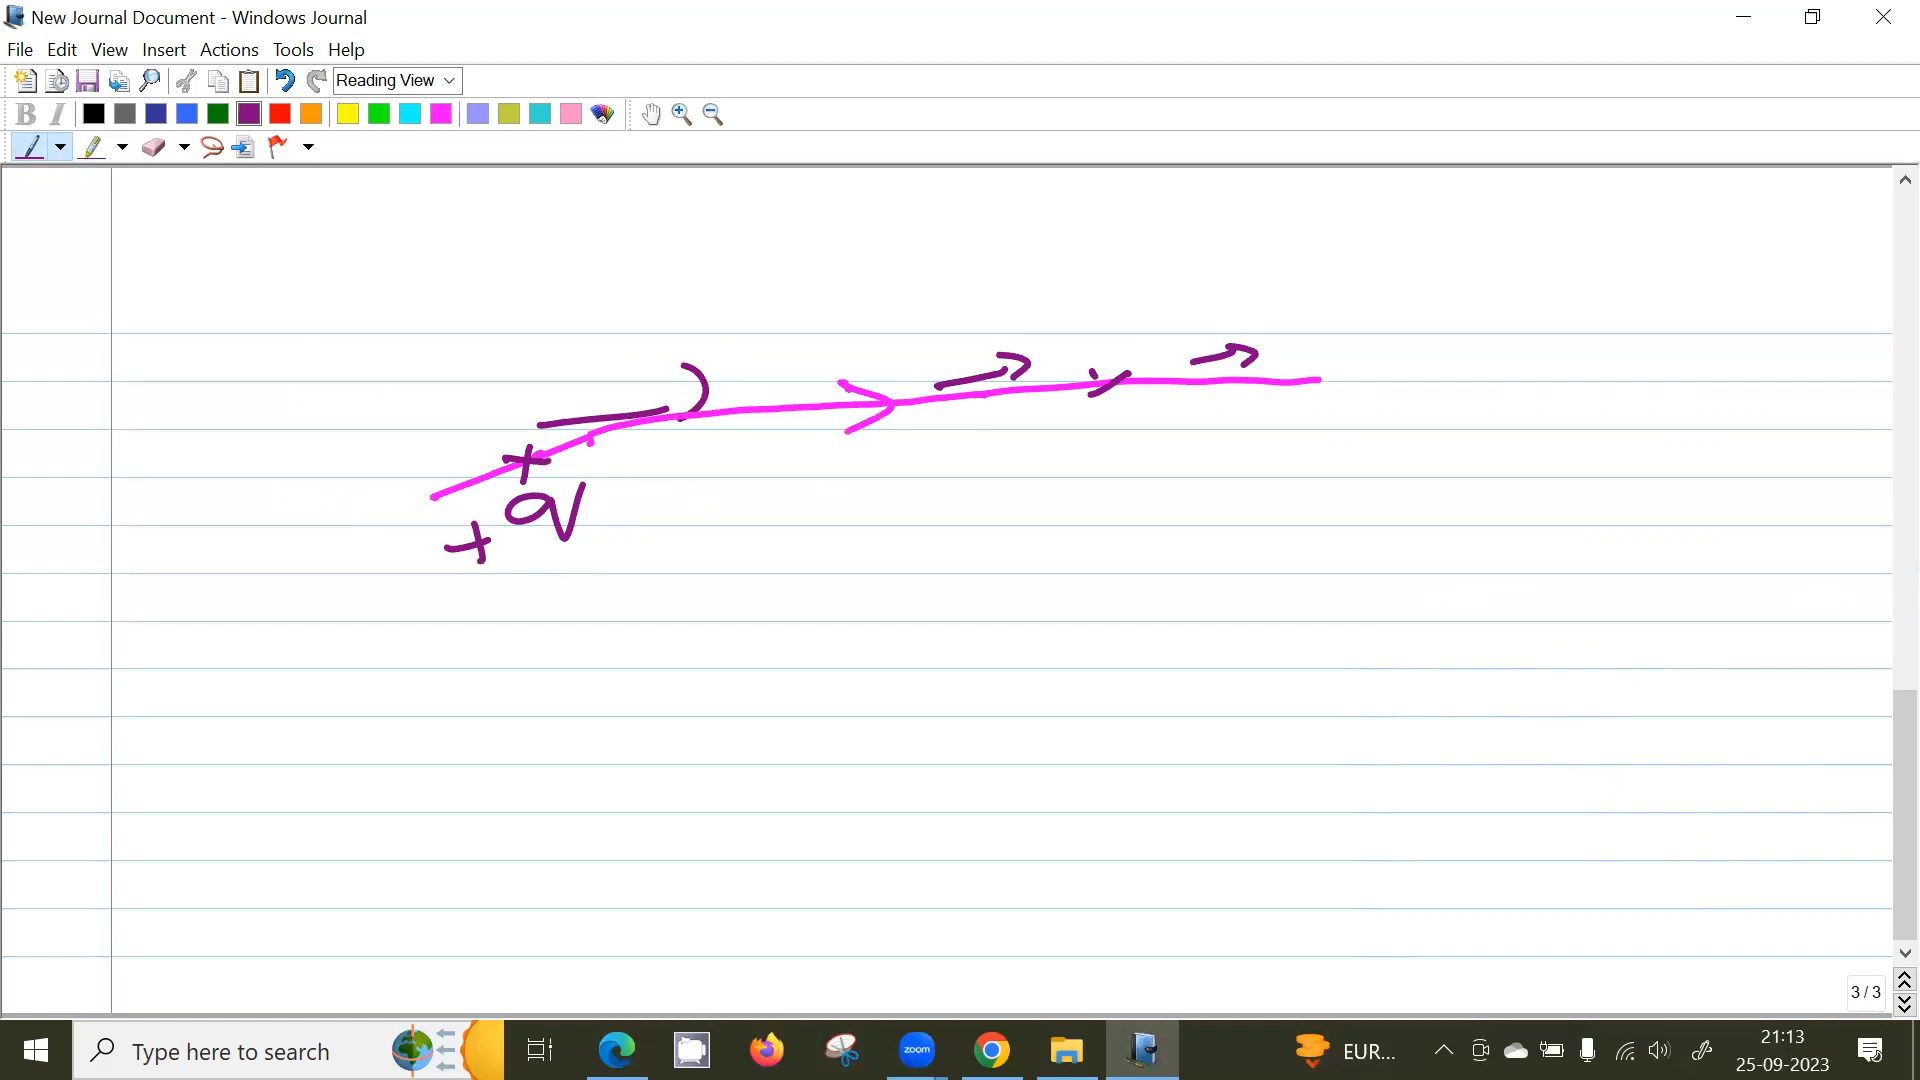 New Journal Document - Windows Journal
File Edit View Insert Actions Tools Help
Reading View
B I
+q
3 / 3
Type here to search
zoom
EUR...
21:13
25-09-2023